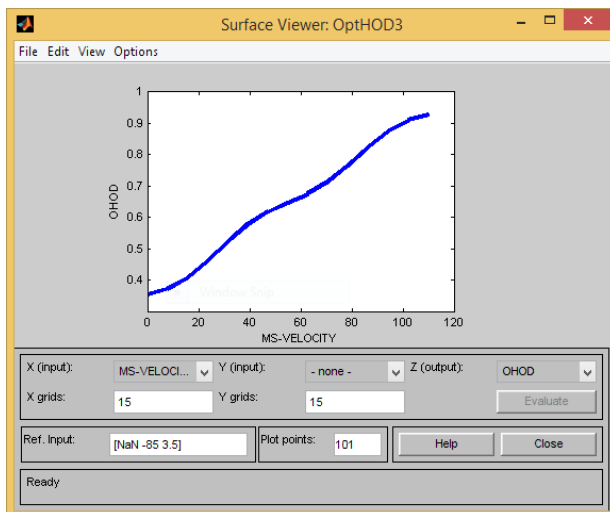 Surface Viewer: OptHOD3
File Edit View Options
1
0.9
0.8
0.7
0.6
0.5
0.4
OHOD
0 20 40 60 80 100 120
MS-VELOCITY
Window Snip
X (input): MS-VELOCI... Y (input): - none - Z (output): OHOD
X grids: 15 Y grids: 15 Evaluate
Ref. Input: [NaN -85 3.5] Plot points: 101 Help Close
Ready